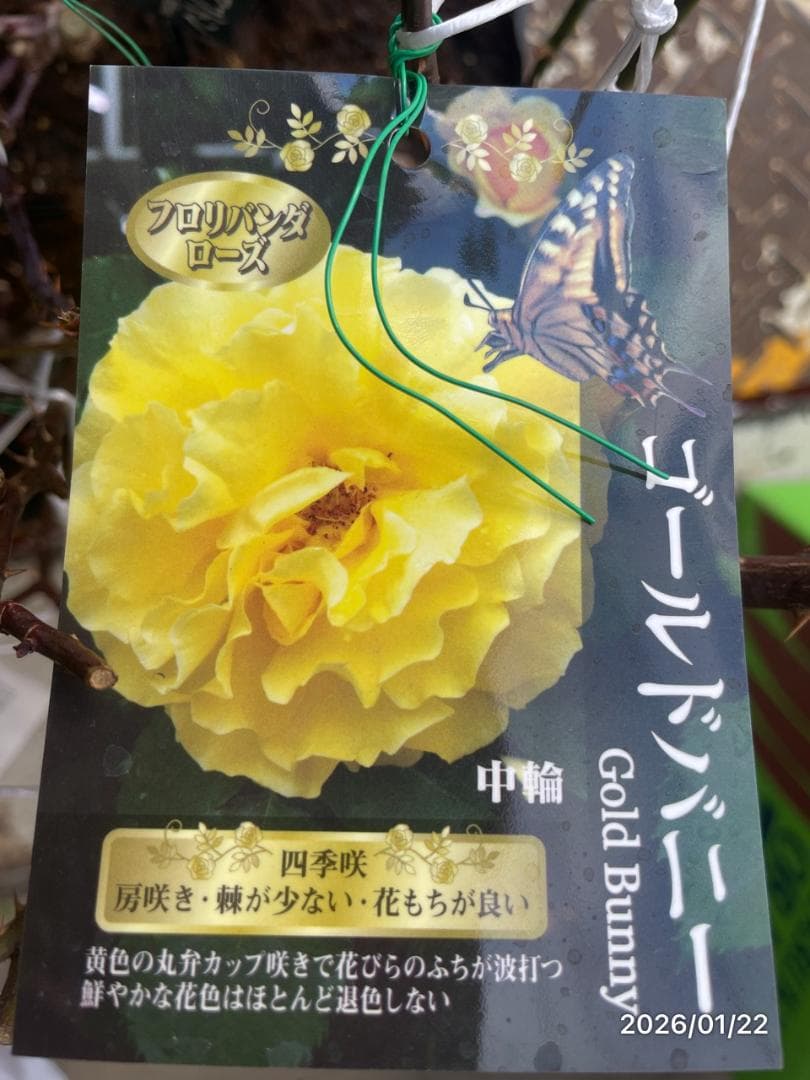 フロリバンダ
ローズ
ゴールドバニー
Gold Bunny
中輪
四季咲
房咲き・棘が少ない・花もちが良い
黄色の丸弁カップ咲きで花びらのふちが波打つ
鮮やかな花色はほとんど退色しない
2026/01/22